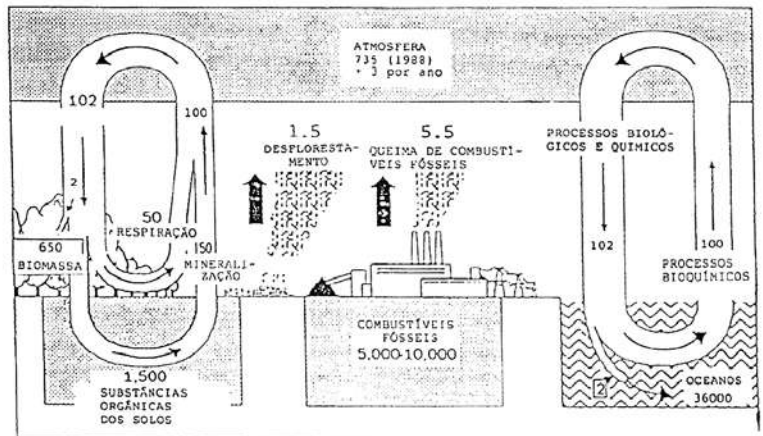 ATMOSFERA
735 (1988)
+ 3 por ano
102
100
2
1.5
DESFLORESTA-
MENTO
5.5
QUEIMA DE COMBUSTÍ-
VEIS FÓSSEIS
PROCESSOS BIOLÓ-
GICOS E QUIMICOS
50
RESPIRAÇÃO
650
BIOMASSA
MINERALI-
ZAÇÃO
102
100
PROCESSOS
BIOQUÍMICOS
COMBUSTÍVEIS
FÓSSEIS
5,000-10,000
1,500
SUBSTÂNCIAS
ORGÂNICAS
DOS SOLOS
2
OCEANOS
36000